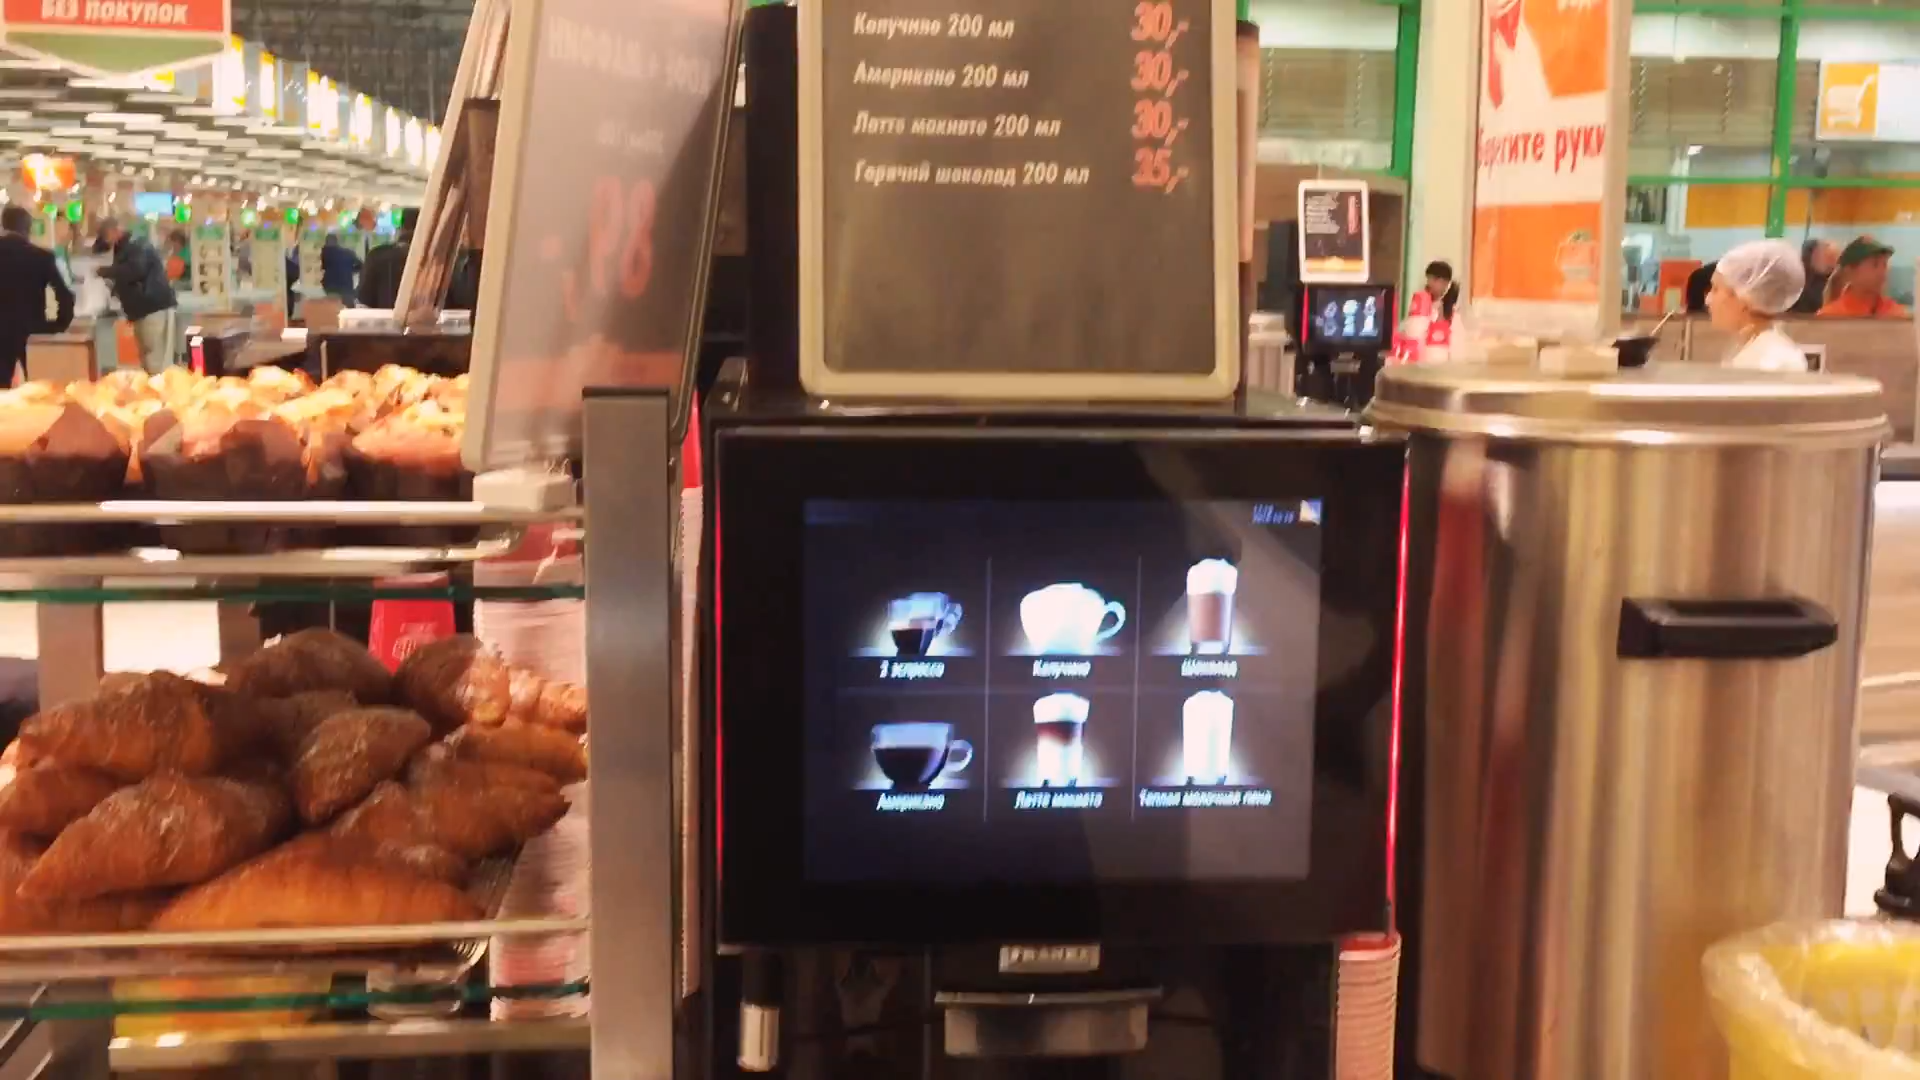 БЕЗ ПОКУПОК
Капучино 200 мл 30,-
Американо 200 мл 30,-
Латте макиато 200 мл 30,-
Горячий шоколад 200 мл 35,-
Берегите руки
2 эспрессо
Капучино
Шоколад
Американо
Латте макиато
Теплая молочная пена
FRANKE